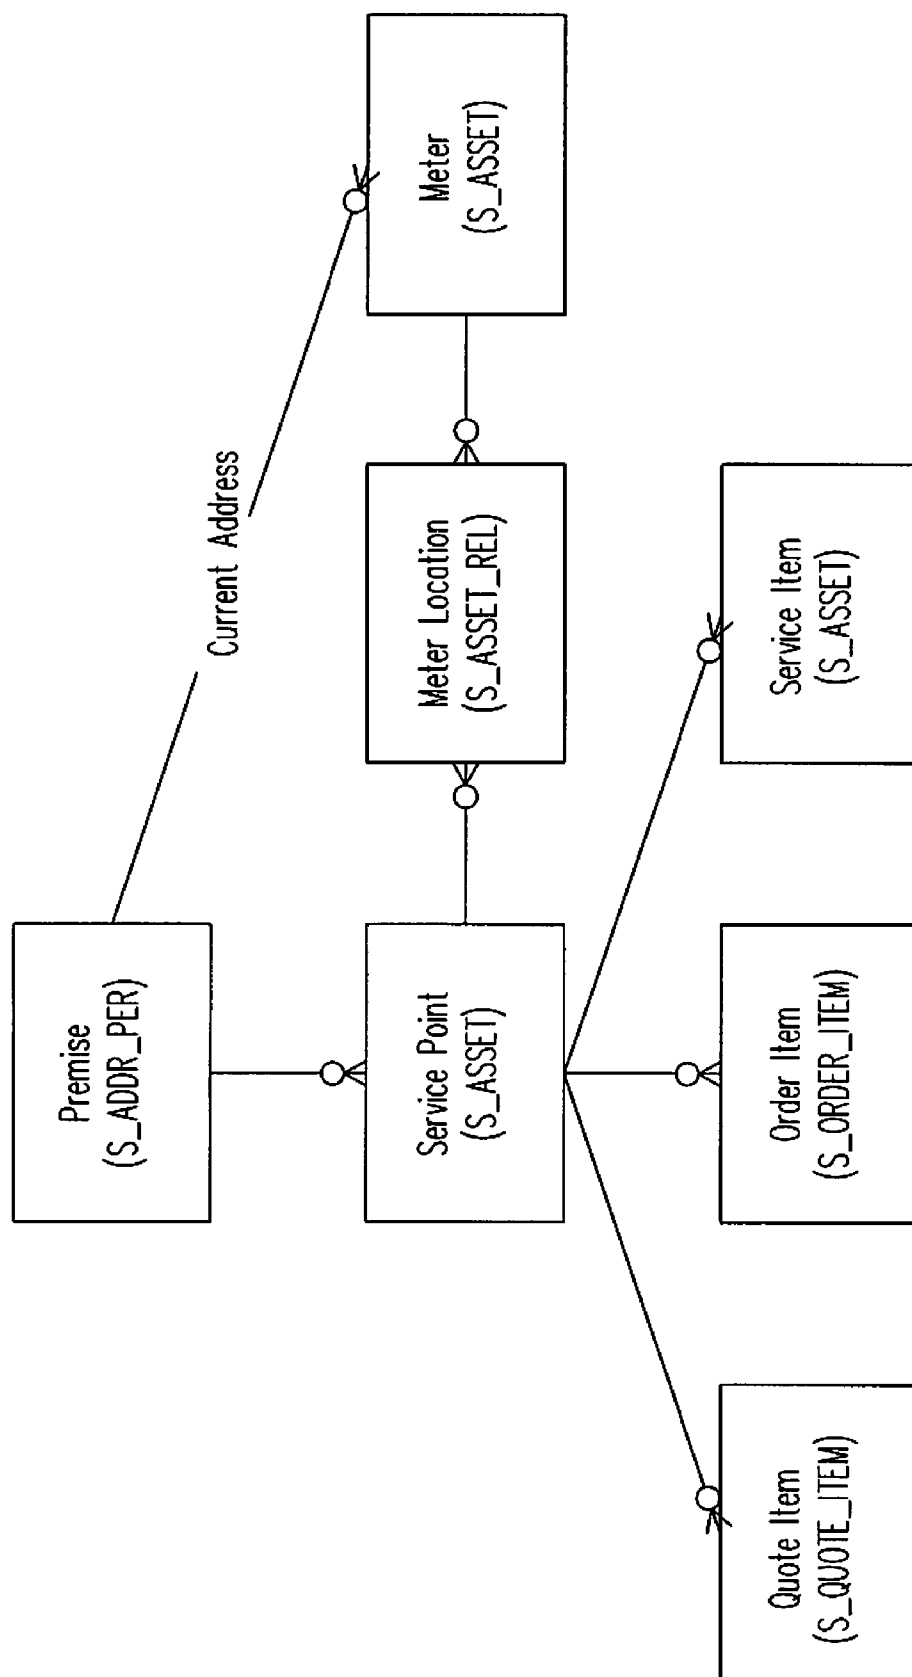 Premise
(S_ADDR_PER)
Current Address
Service Point
(S_ASSET)
Meter Location
(S_ASSET_REL)
Meter
(S_ASSET)
Quote Item
(S_QUOTE_ITEM)
Order Item
(S_ORDER_ITEM)
Service Item
(S_ASSET)